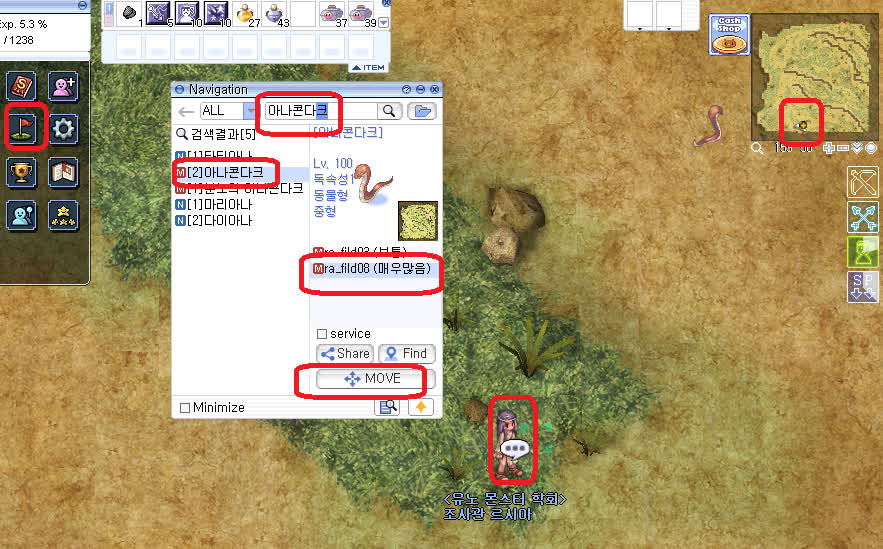 Exp. 5.3 %
/ 1238
1 5 10 10 27 43 37 39
ITEM
Cash Shop
Navigation
ALL
아나콘다크
검색결과[5]
[1]타티아나
[2]아나콘다크
[1]분노의 아나콘다크
[1]마리아나
[2]다이아나
[아나콘다크]
Lv. 100
독속성1
동물형
중형
ra_fild03 (보통)
ra_fild08 (매우많음)
service
Share
Find
MOVE
Minimize
SP
<유노 몬스터 학회>
조사관 르시아